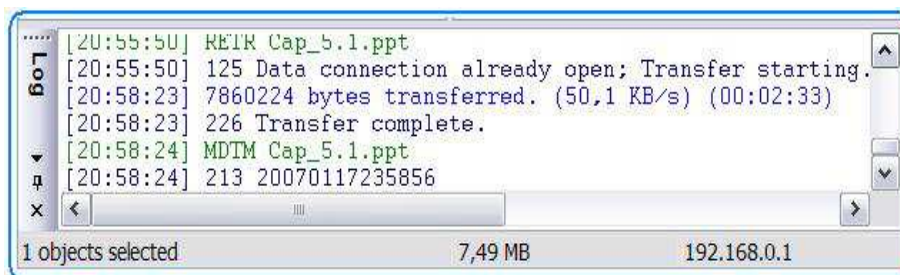 Log
[20:55:50] RETR Cap_5.1.ppt
[20:55:50] 125 Data connection already open; Transfer starting.
[20:58:23] 7860224 bytes transferred. (50,1 KB/s) (00:02:33)
[20:58:23] 226 Transfer complete.
[20:58:24] MDTM Cap_5.1.ppt
[20:58:24] 213 20070117235856
1 objects selected 7,49 MB 192.168.0.1